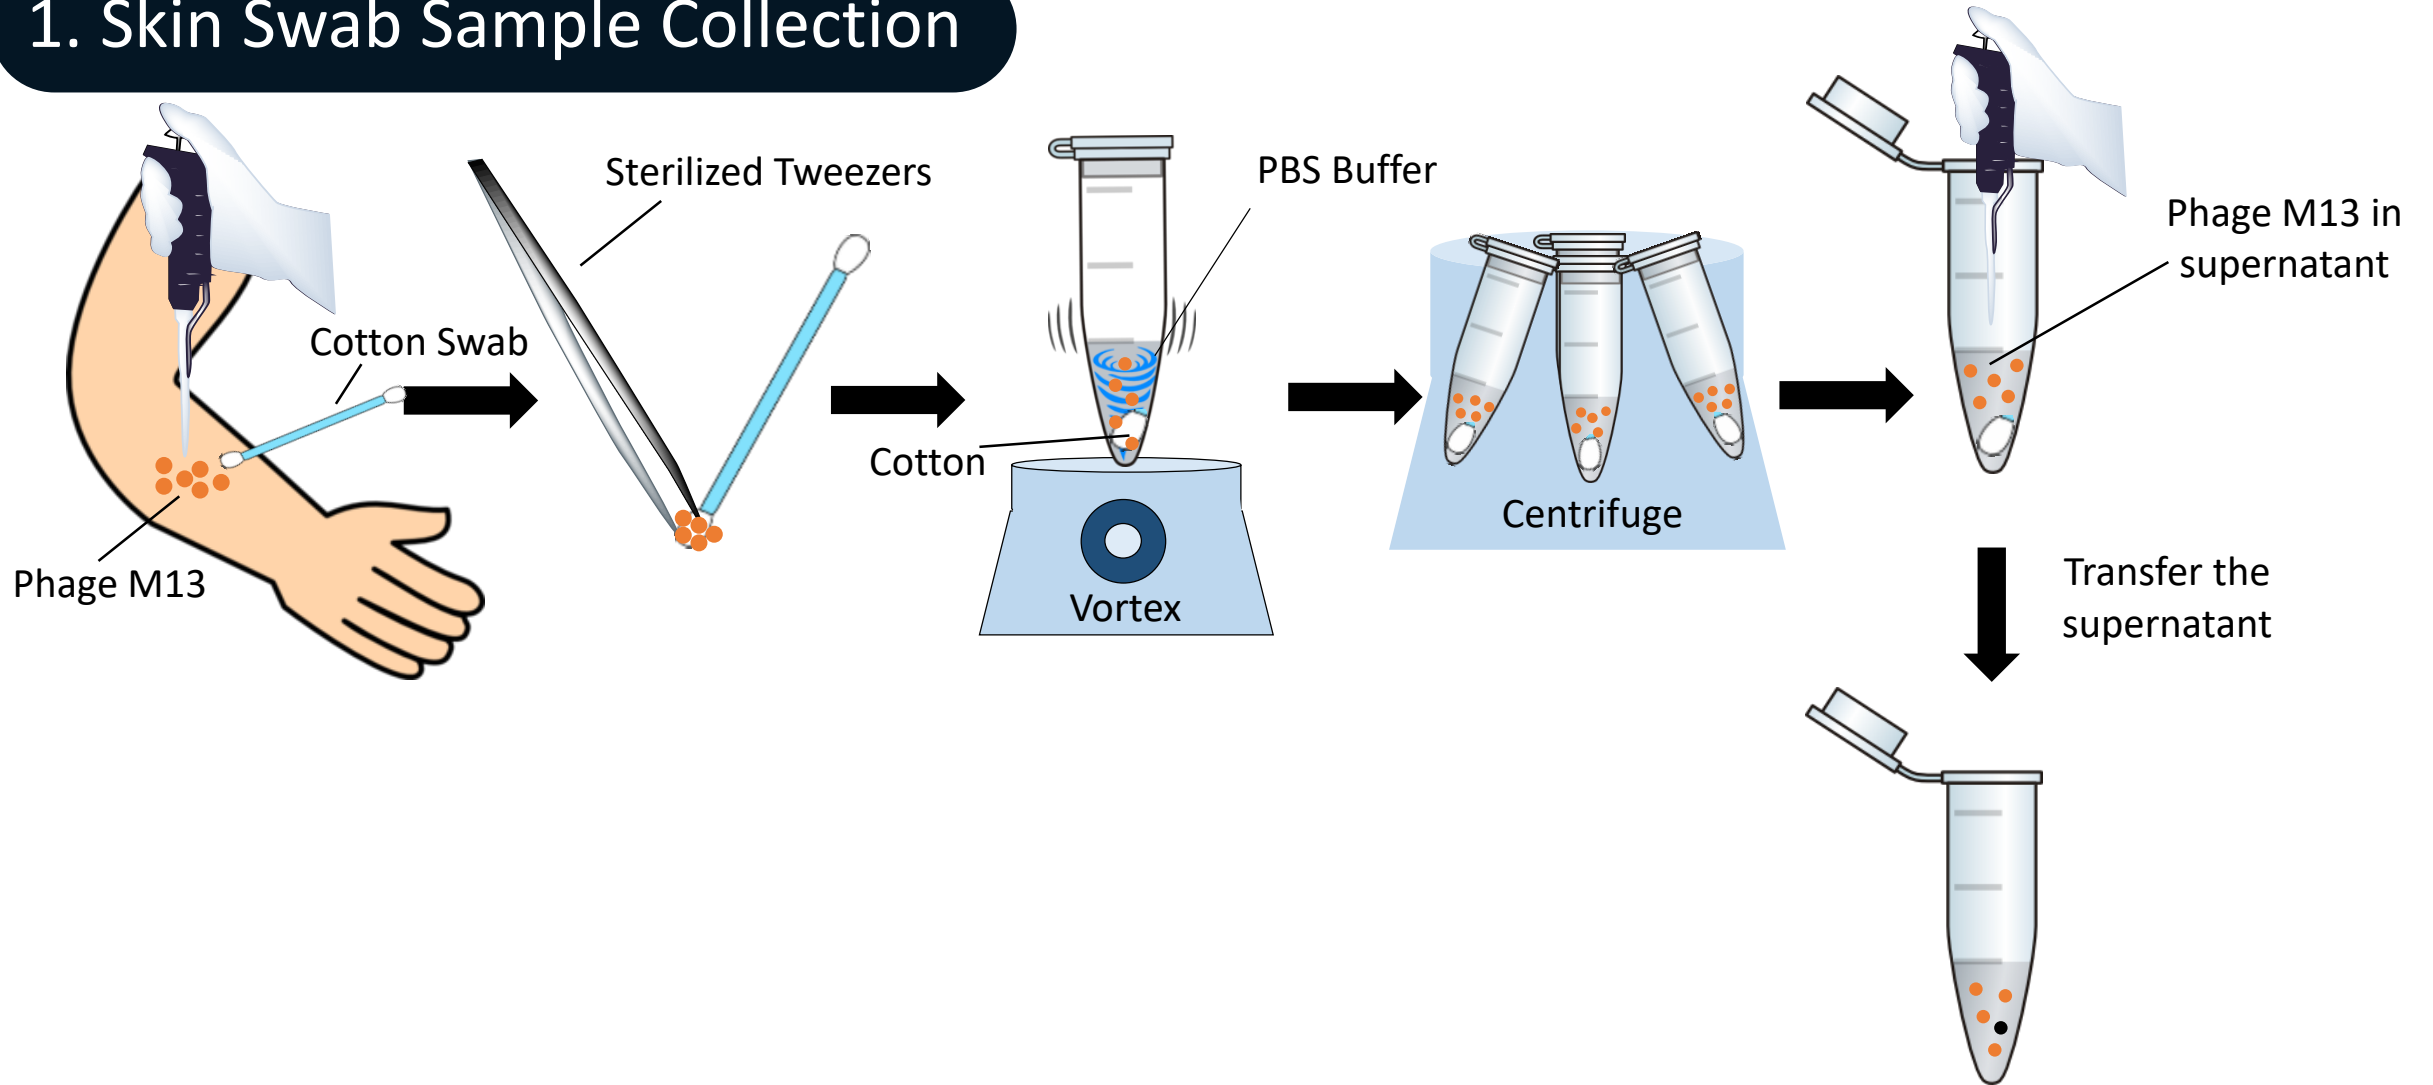 1. Skin Swab Sample Collection
Sterilized Tweezers
PBS Buffer
Phage M13 in
supernatant
Cotton Swab
Cotton
Centrifuge
Phage M13
Vortex
Transfer the
supernatant